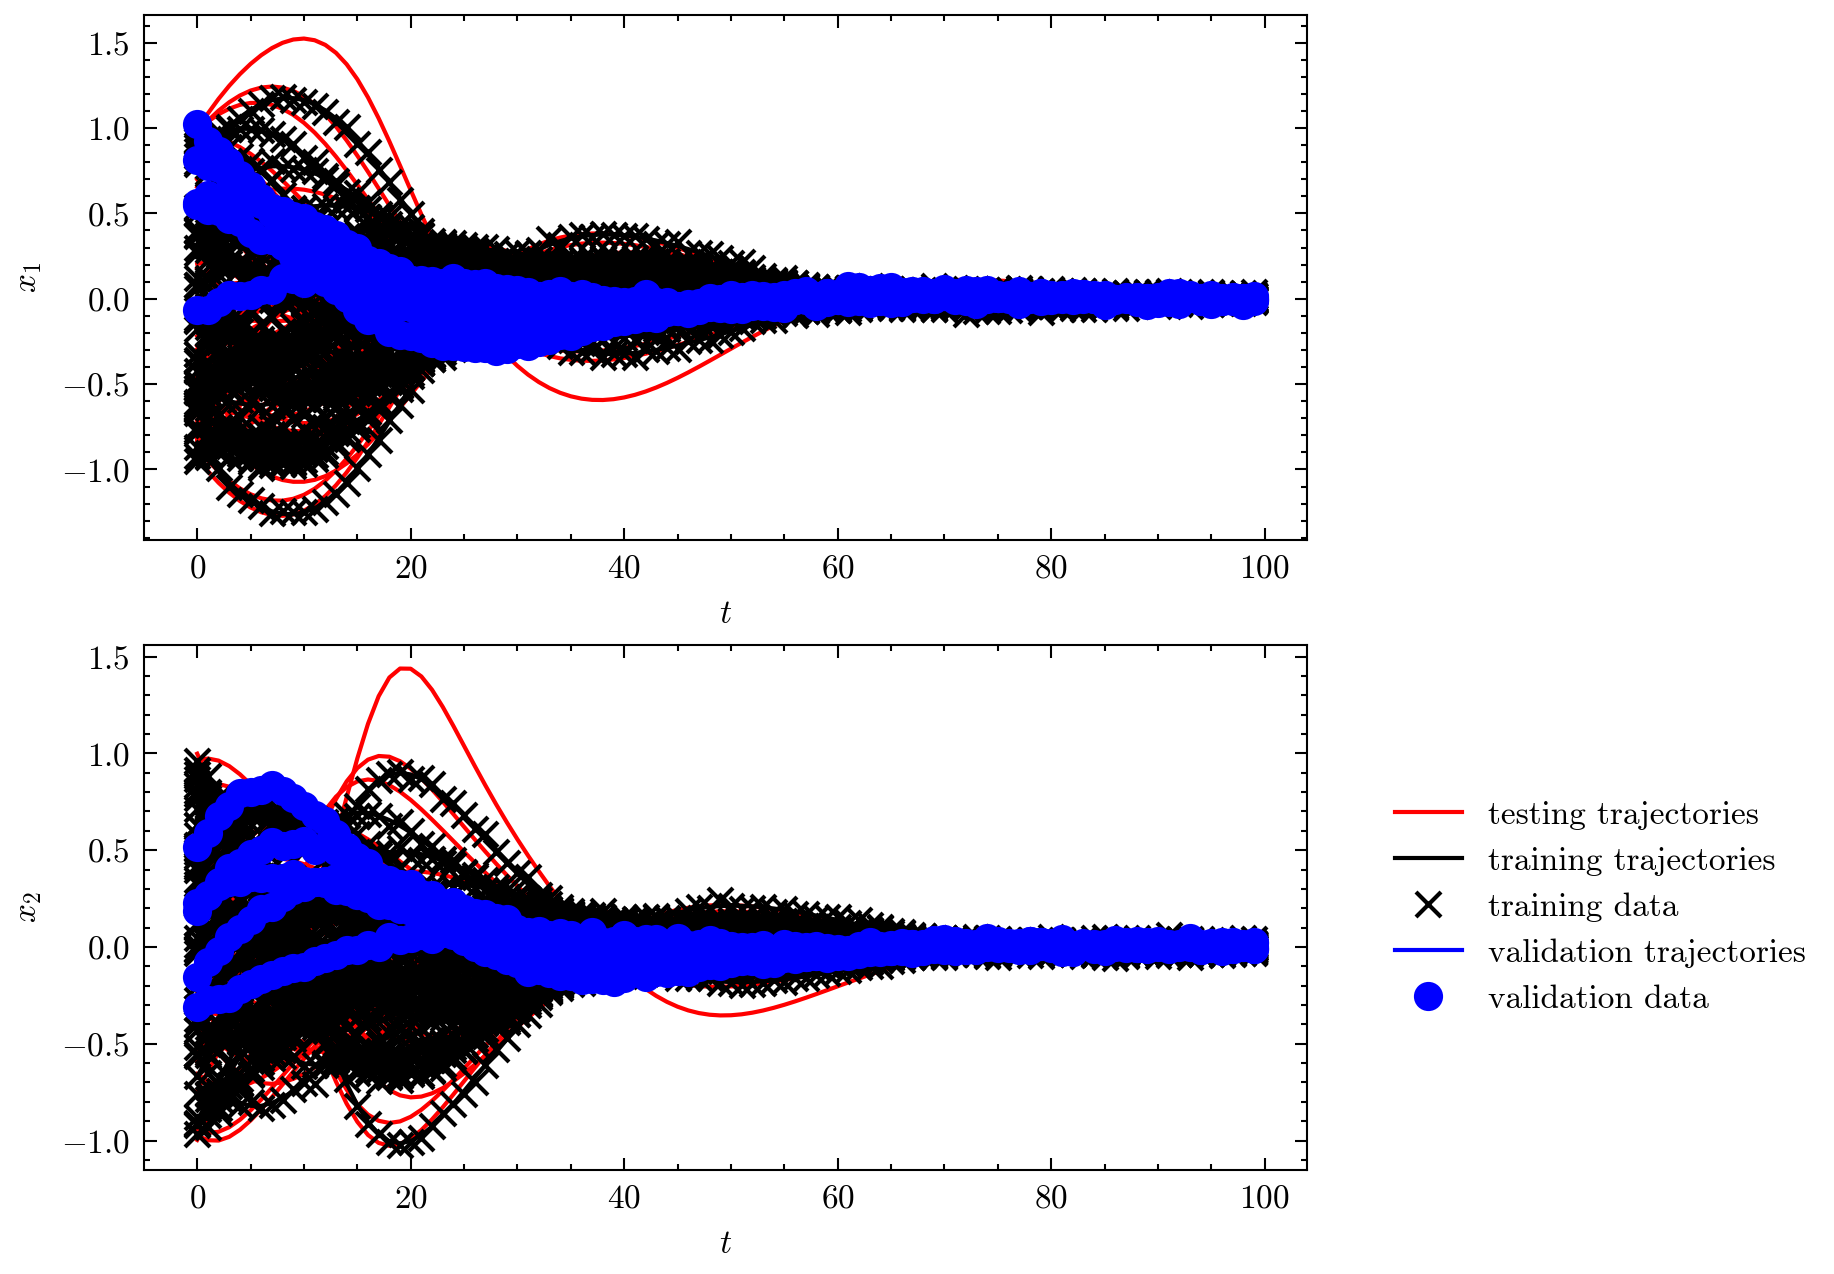 1.5
1.0
0.5
0.0
−0.5
−1.0
x1
0 20 40 60 80 100
t
1.5
1.0
0.5
0.0
−0.5
−1.0
x2
0 20 40 60 80 100
t
testing trajectories
training trajectories
training data
validation trajectories
validation data